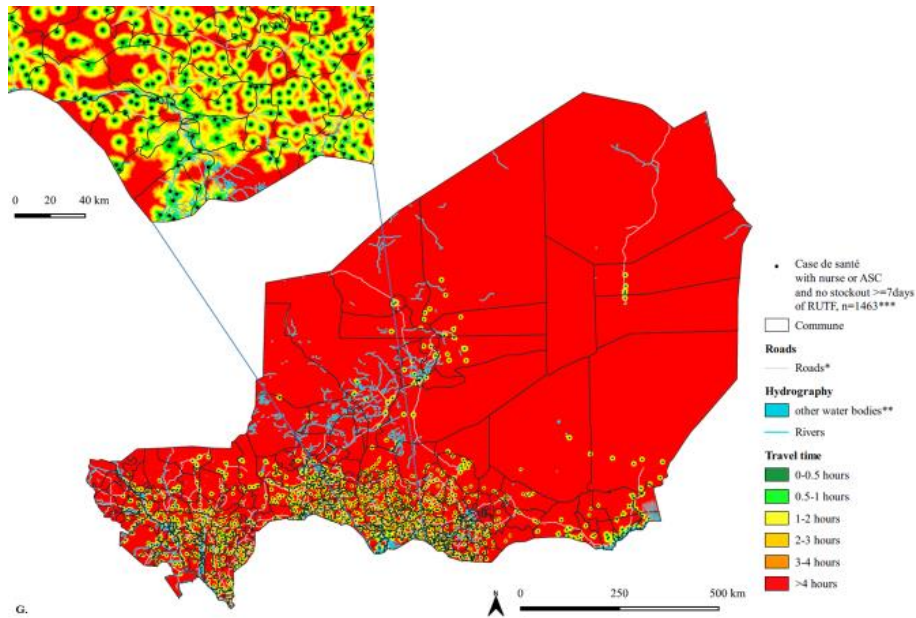 0 20 40 km
Case de santé
with nurse or ASC
and no stockout >=7days
of RUTF, n=1463***
Commune
Roads
Roads*
Hydrography
other water bodies**
Rivers
Travel time
0-0.5 hours
0.5-1 hours
1-2 hours
2-3 hours
3-4 hours
>4 hours
G.
N
0 250 500 km